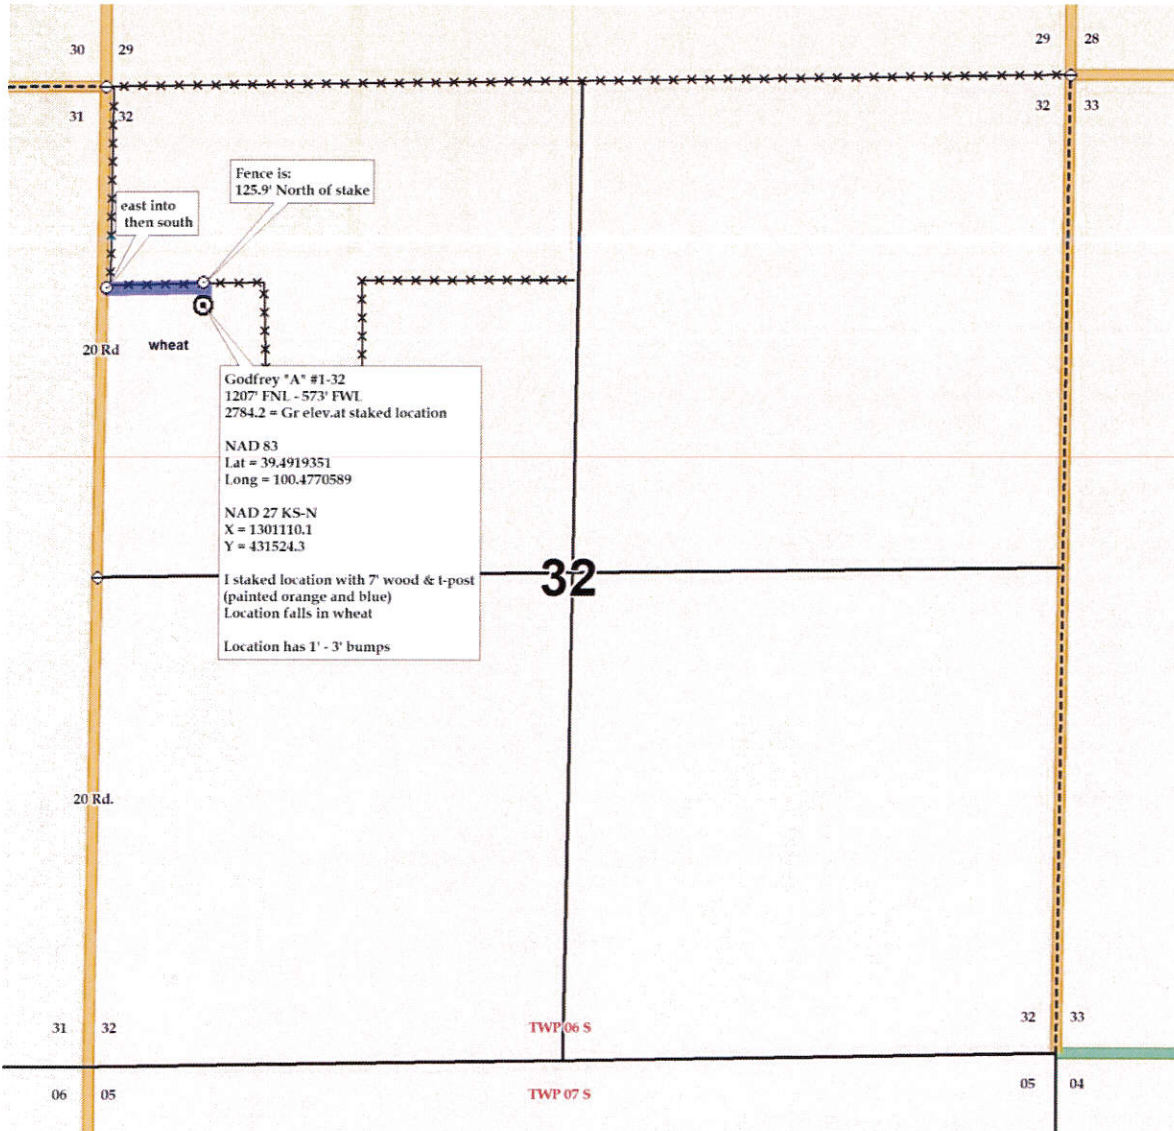 30
29
29
28
31
32
32
33
Fence is:
125.9' North of stake
east into
then south
20 Rd
wheat
Godfrey "A" #1-32
1207' FNL - 573' FWL
2784.2 = Gr elev.at staked location
NAD 83
Lat = 39.4919351
Long = 100.4770589
NAD 27 KS-N
X = 1301110.1
Y = 431524.3
I staked location with 7' wood & t-post
(painted orange and blue)
Location falls in wheat
Location has 1' - 3' bumps
32
20 Rd.
31
32
TWP 06 S
32
33
06
05
TWP 07 S
05
04